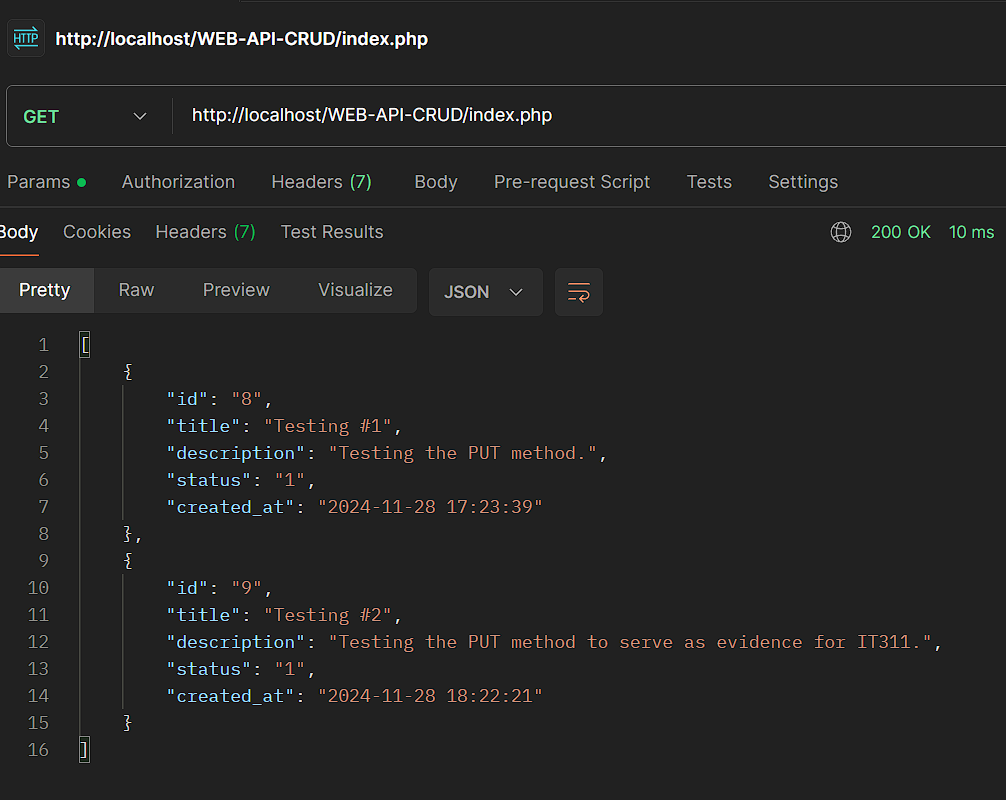 HTTP http://localhost/WEB-API-CRUD/index.php
GET http://localhost/WEB-API-CRUD/index.php
Params Authorization Headers (7) Body Pre-request Script Tests Settings
Body Cookies Headers (7) Test Results 200 OK 10 ms
Pretty Raw Preview Visualize JSON
1 [
2 {
3 "id": "8",
4 "title": "Testing #1",
5 "description": "Testing the PUT method.",
6 "status": "1",
7 "created_at": "2024-11-28 17:23:39"
8 },
9 {
10 "id": "9",
11 "title": "Testing #2",
12 "description": "Testing the PUT method to serve as evidence for IT311.",
13 "status": "1",
14 "created_at": "2024-11-28 18:22:21"
15 }
16 ]